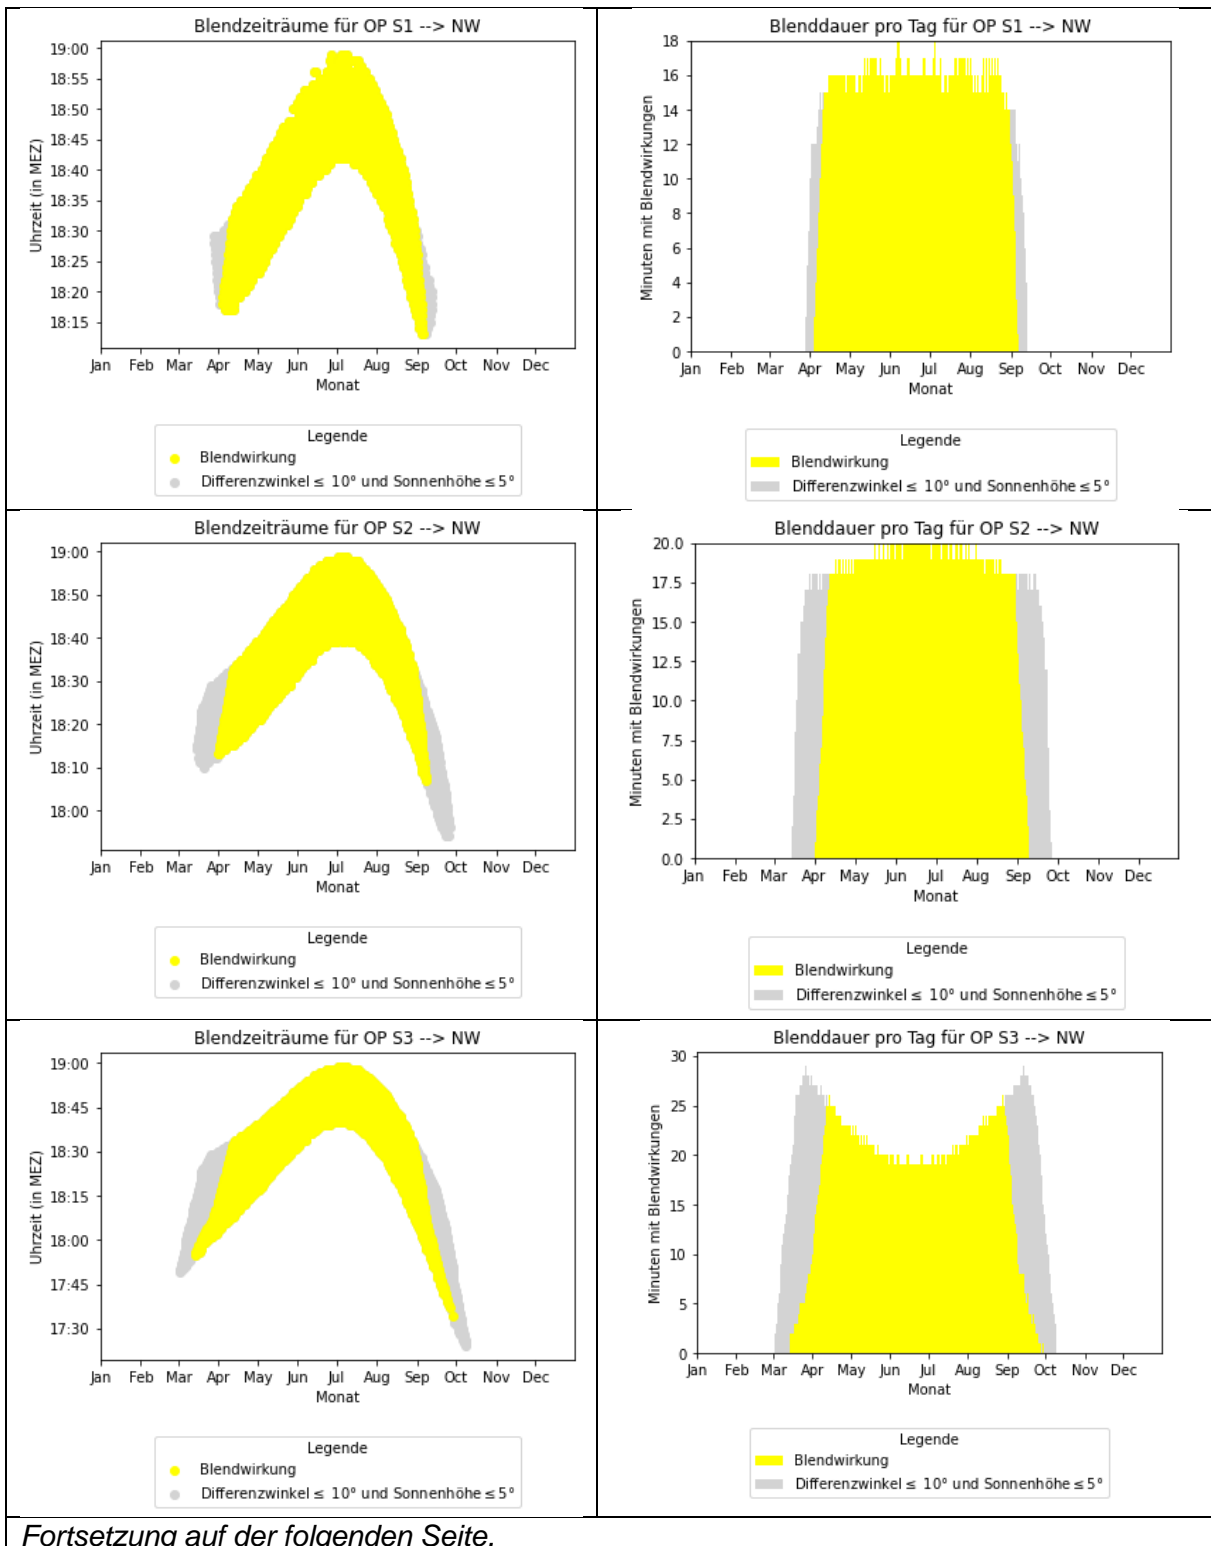 Blendzeiträume für OP S1 --> NW
Uhrzeit (in MEZ)
19:00
18:55
18:50
18:45
18:40
18:35
18:30
18:25
18:20
18:15
Jan Feb Mar Apr May Jun Jul Aug Sep Oct Nov Dec
Monat
Legende
Blendwirkung
Differenzwinkel ≤ 10° und Sonnenhöhe ≤ 5°
Blenddauer pro Tag für OP S1 --> NW
Minuten mit Blendwirkungen
18
16
14
12
10
8
6
4
2
0
Jan Feb Mar Apr May Jun Jul Aug Sep Oct Nov Dec
Monat
Legende
Blendwirkung
Differenzwinkel ≤ 10° und Sonnenhöhe ≤ 5°
Blendzeiträume für OP S2 --> NW
Uhrzeit (in MEZ)
19:00
18:50
18:40
18:30
18:20
18:10
18:00
Jan Feb Mar Apr May Jun Jul Aug Sep Oct Nov Dec
Monat
Legende
Blendwirkung
Differenzwinkel ≤ 10° und Sonnenhöhe ≤ 5°
Blenddauer pro Tag für OP S2 --> NW
Minuten mit Blendwirkungen
20.0
17.5
15.0
12.5
10.0
7.5
5.0
2.5
0.0
Jan Feb Mar Apr May Jun Jul Aug Sep Oct Nov Dec
Monat
Legende
Blendwirkung
Differenzwinkel ≤ 10° und Sonnenhöhe ≤ 5°
Blendzeiträume für OP S3 --> NW
Uhrzeit (in MEZ)
19:00
18:45
18:30
18:15
18:00
17:45
17:30
Jan Feb Mar Apr May Jun Jul Aug Sep Oct Nov Dec
Monat
Legende
Blendwirkung
Differenzwinkel ≤ 10° und Sonnenhöhe ≤ 5°
Blenddauer pro Tag für OP S3 --> NW
Minuten mit Blendwirkungen
30
25
20
15
10
5
0
Jan Feb Mar Apr May Jun Jul Aug Sep Oct Nov Dec
Monat
Legende
Blendwirkung
Differenzwinkel ≤ 10° und Sonnenhöhe ≤ 5°
Fortsetzung auf der folgenden Seite.